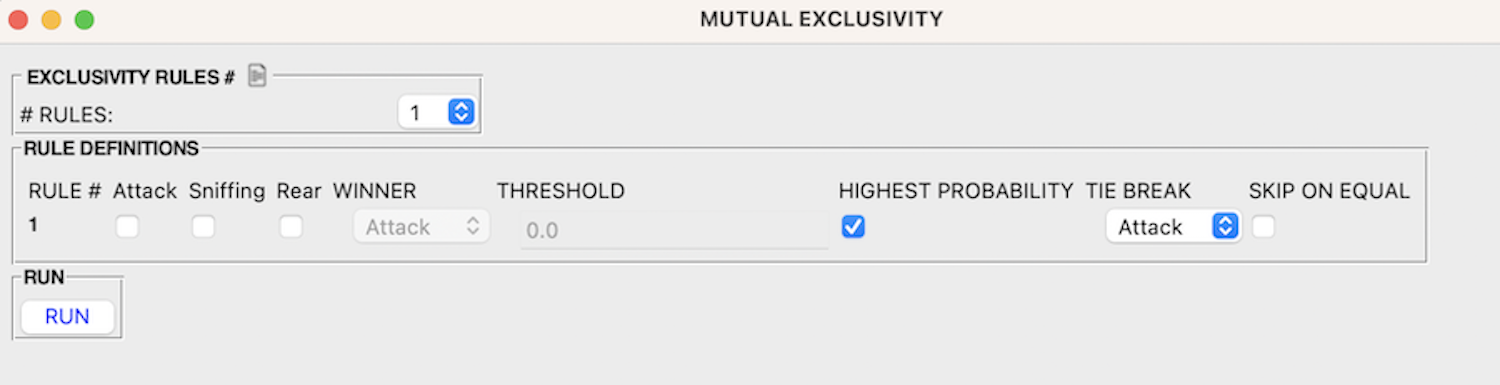 MUTUAL EXCLUSIVITY
EXCLUSIVITY RULES #
# RULES: 1
RULE DEFINITIONS
RULE # Attack Sniffing Rear WINNER THRESHOLD HIGHEST PROBABILITY TIE BREAK SKIP ON EQUAL
1 Attack 0.0 Attack
RUN
RUN